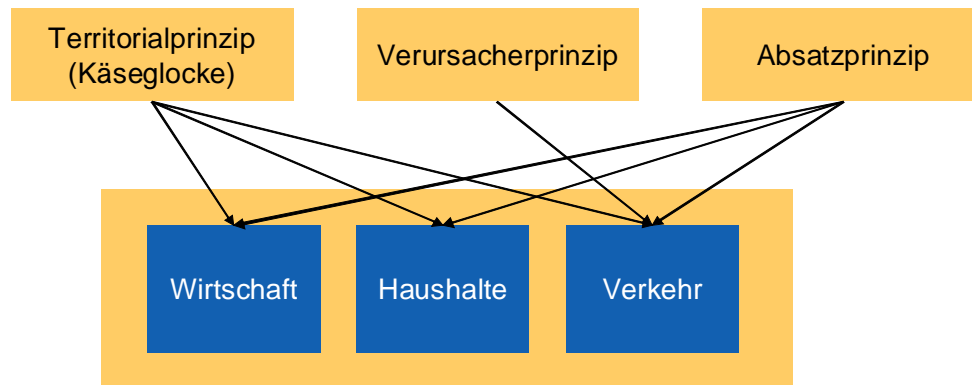 Territorialprinzip
(Käseglocke)
Verursacherprinzip
Absatzprinzip
Wirtschaft
Haushalte
Verkehr